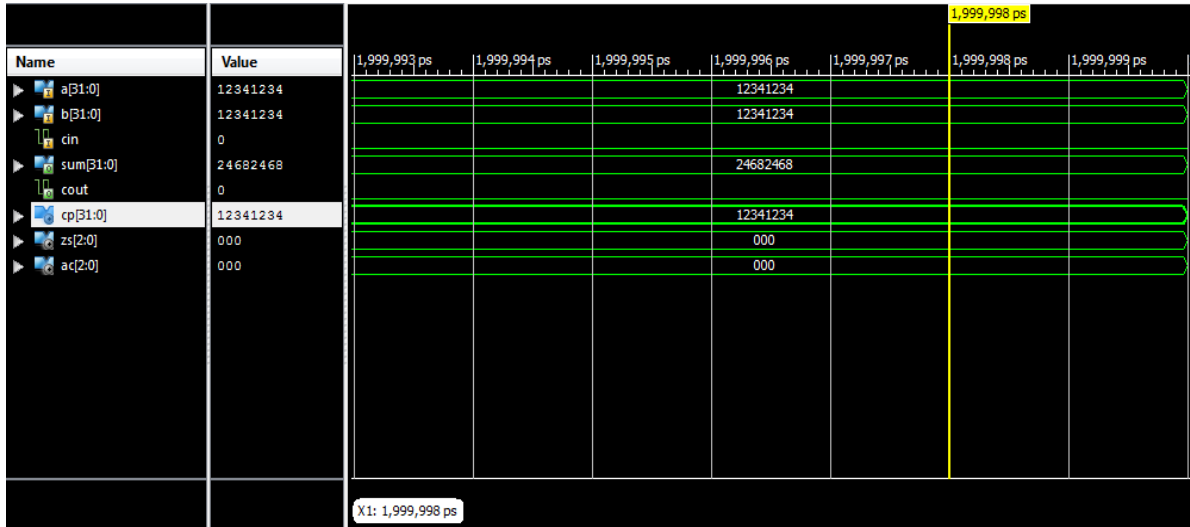 1,999,998 ps
Name Value 1,999,993 ps 1,999,994 ps 1,999,995 ps 1,999,996 ps 1,999,997 ps 1,999,998 ps 1,999,999 ps
a[31:0] 12341234 12341234
b[31:0] 12341234 12341234
cin 0
sum[31:0] 24682468 24682468
cout 0
cp[31:0] 12341234 12341234
zs[2:0] 000 000
ac[2:0] 000 000
X1: 1,999,998 ps